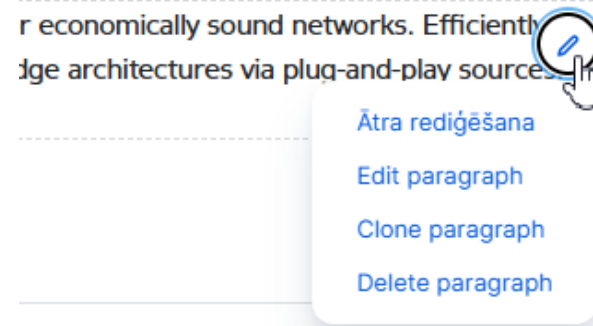 r economically sound networks. Efficiently
dge architectures via plug-and-play sources
Ātra rediģēšana
Edit paragraph
Clone paragraph
Delete paragraph